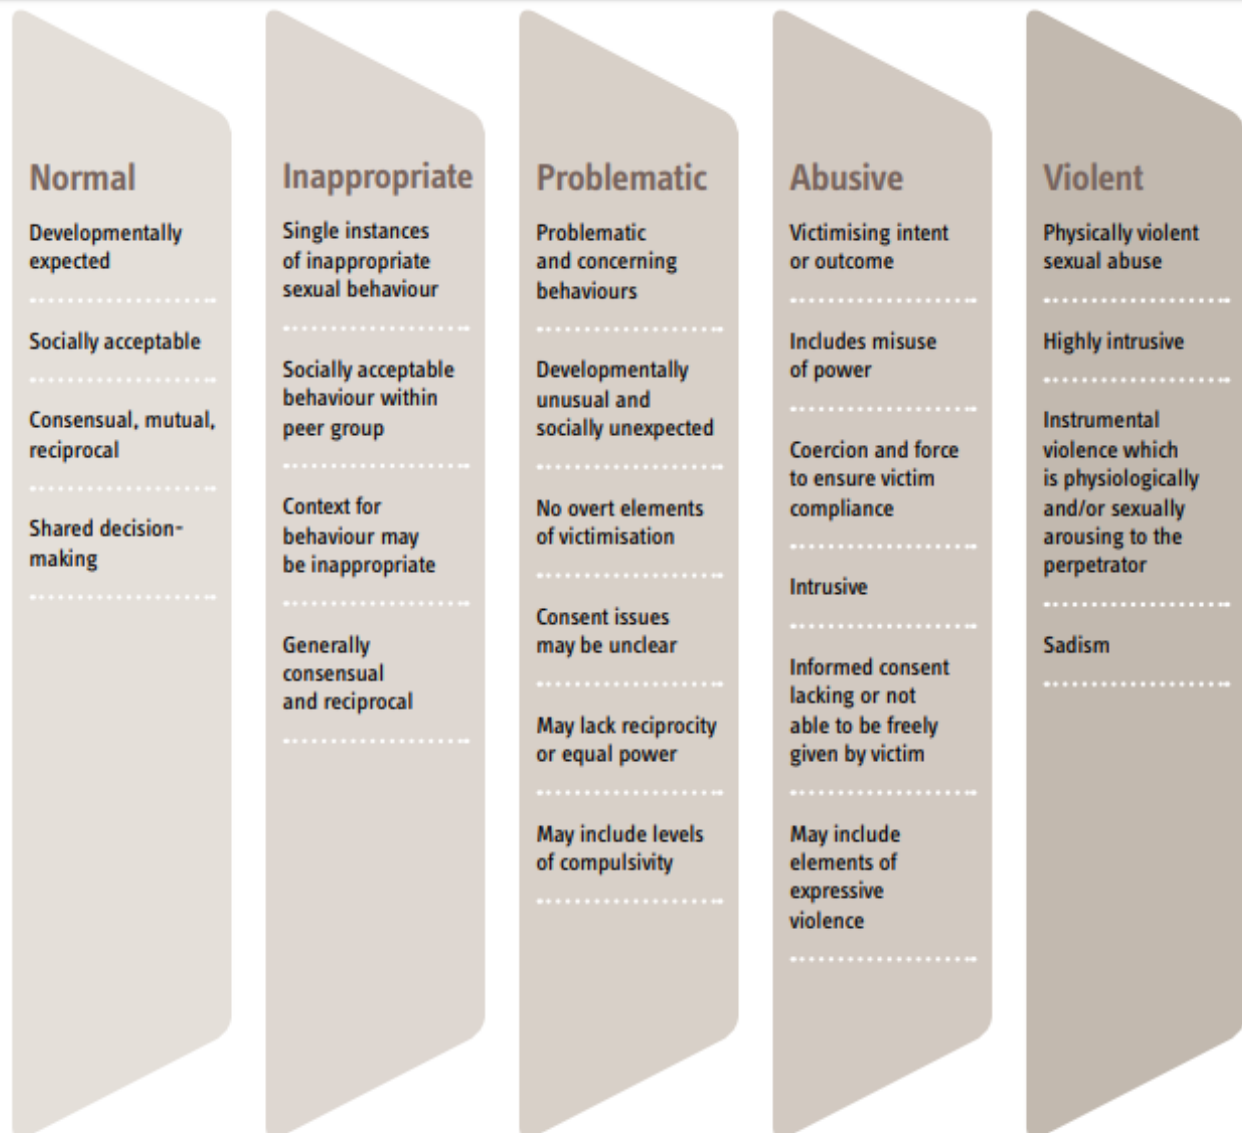 Normal
Developmentally
expected
Socially acceptable
Consensual, mutual,
reciprocal
Shared decision-
making
Inappropriate
Single instances
of inappropriate
sexual behaviour
Socially acceptable
behaviour within
peer group
Context for
behaviour may
be inappropriate
Generally
consensual
and reciprocal
Problematic
Problematic
and concerning
behaviours
Developmentally
unusual and
socially unexpected
No overt elements
of victimisation
Consent issues
may be unclear
May lack reciprocity
or equal power
May include levels
of compulsivity
Abusive
Victimising intent
or outcome
Includes misuse
of power
Coercion and force
to ensure victim
compliance
Intrusive
Informed consent
lacking or not
able to be freely
given by victim
May include
elements of
expressive
violence
Violent
Physically violent
sexual abuse
Highly intrusive
Instrumental
violence which
is physiologically
and/or sexually
arousing to the
perpetrator
Sadism